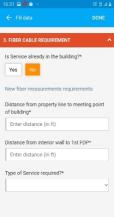 16:31
Fill data
DONE
3. FIBER CABLE REQUIREMENT
Is Service already in the building?*
Yes
No
New fiber measurements requirements
Distance from property line to meeting point
of building*
Enter distance (in ft)
Distance from interior wall to 1st FDP*
Enter distance (in ft)
Type of Service required?*